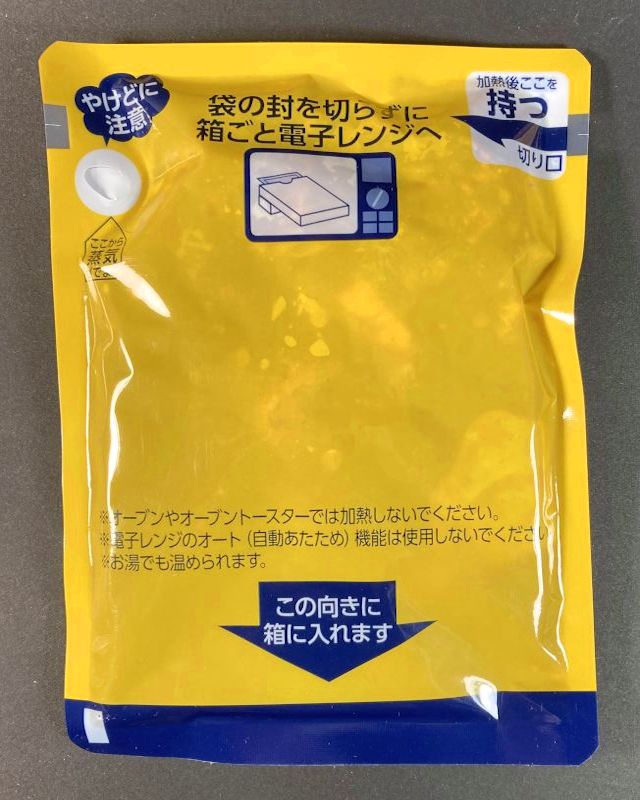 やけどに
注意
袋の封を切らずに
箱ごと電子レンジへ
加熱後ここを
持つ
切り口
ここから
蒸気
でま
※オーブンやオーブントースターでは加熱しないでください。
※電子レンジのオート（自動あたため）機能は使用しないでください
※お湯でも温められます。
この向きに
箱に入れます